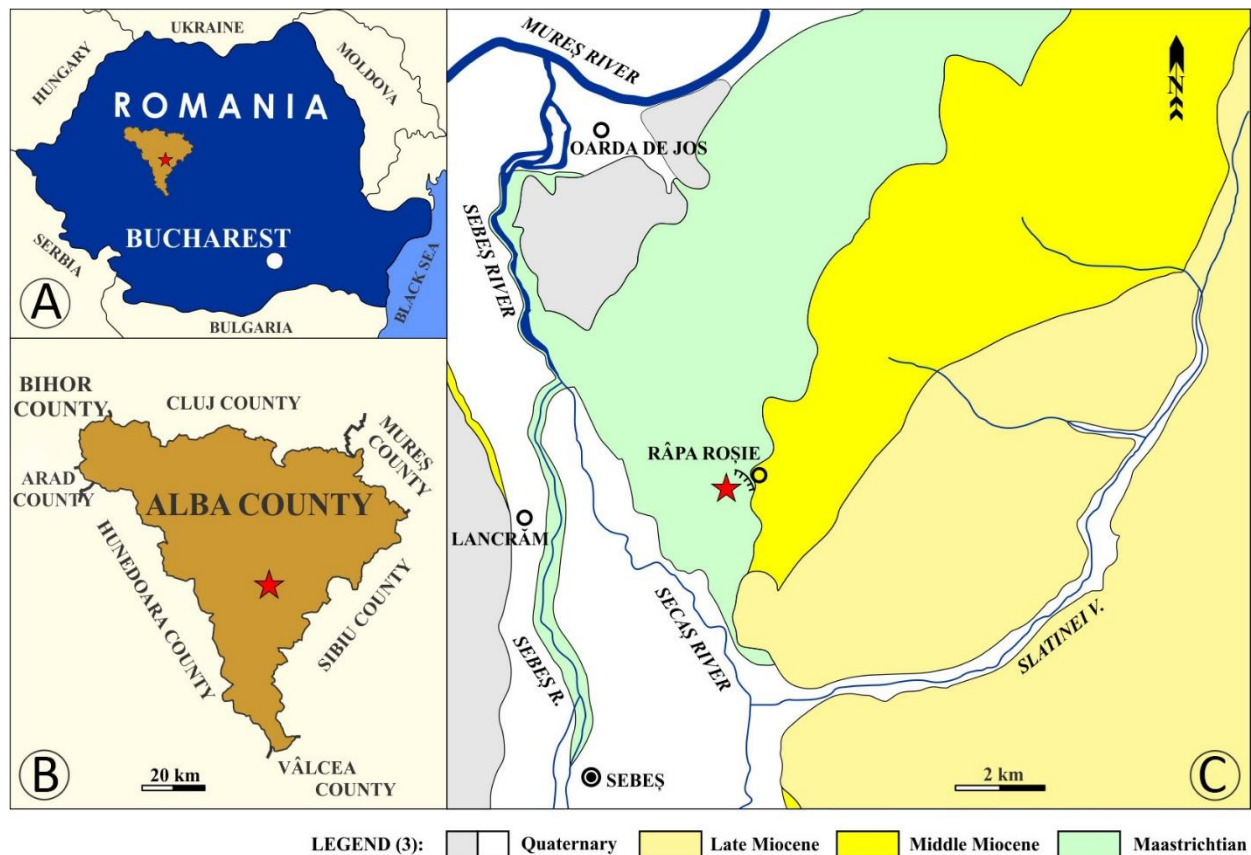 UKRAINE
HUNGARY
MOLDOVA
ROMANIA
BUCHAREST
SERBIA
BLACK SEA
BULGARIA
A
BIHOR
COUNTY
CLUJ COUNTY
MUREȘ
COUNTY
ARAD
COUNTY
ALBA COUNTY
HUNEDOARA COUNTY
SIBIU COUNTY
VÂLCEA
COUNTY
20 km
B
MUREȘ
RIVER
N
OARDA DE JOS
SEBEȘ RIVER
RÂPA ROȘIE
LANCRĂM
SECAȘ RIVER
SLATINEI V.
SEBEȘ R.
SEBEȘ
2 km
C
LEGEND (3): Quaternary Late Miocene Middle Miocene Maastrichtian